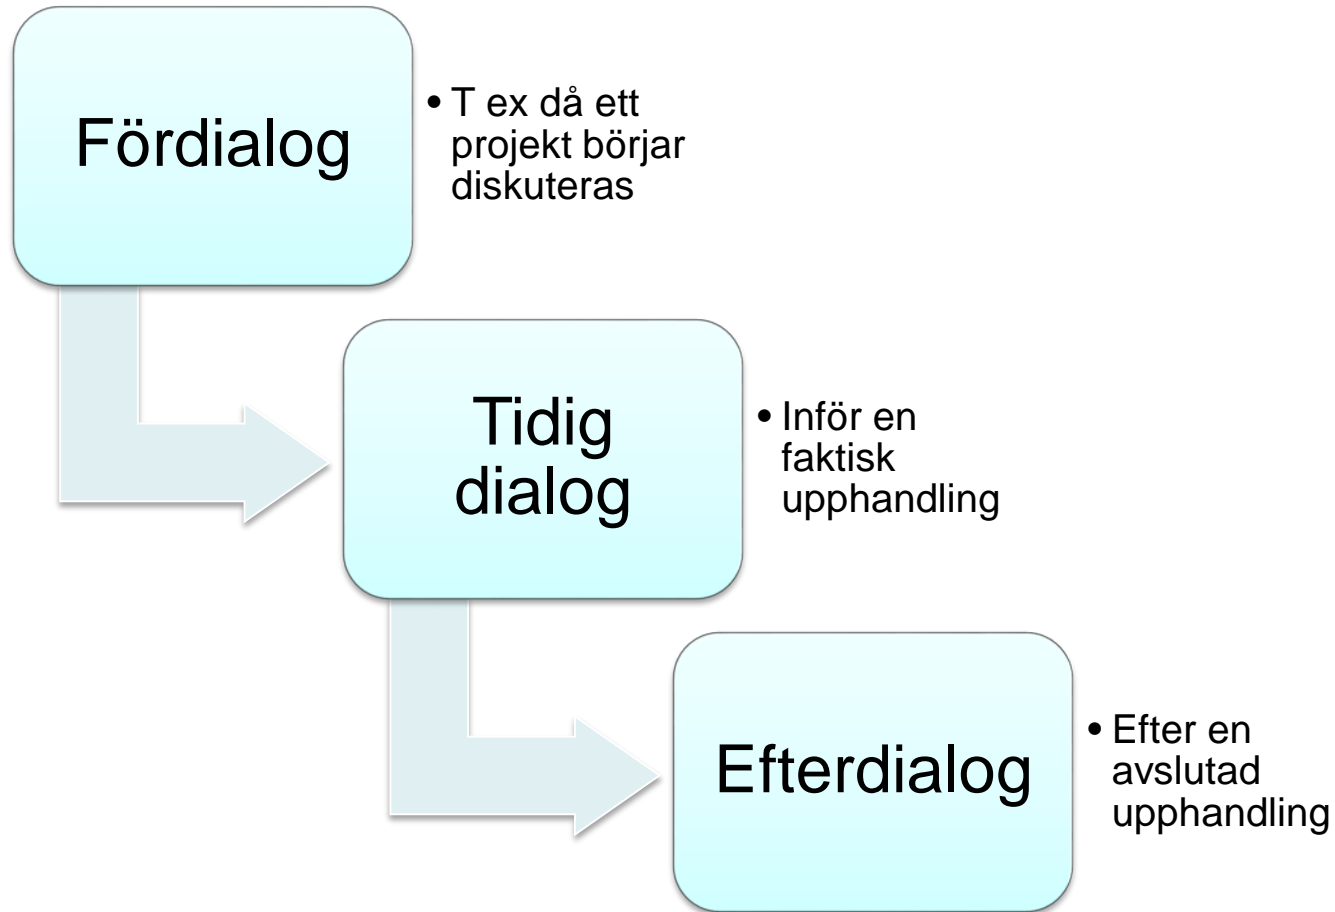 Fördialog
• T ex då ett
projekt börjar
diskuteras
Tidig
dialog
• Inför en
faktisk
upphandling
Efterdialog
• Efter en
avslutad
upphandling